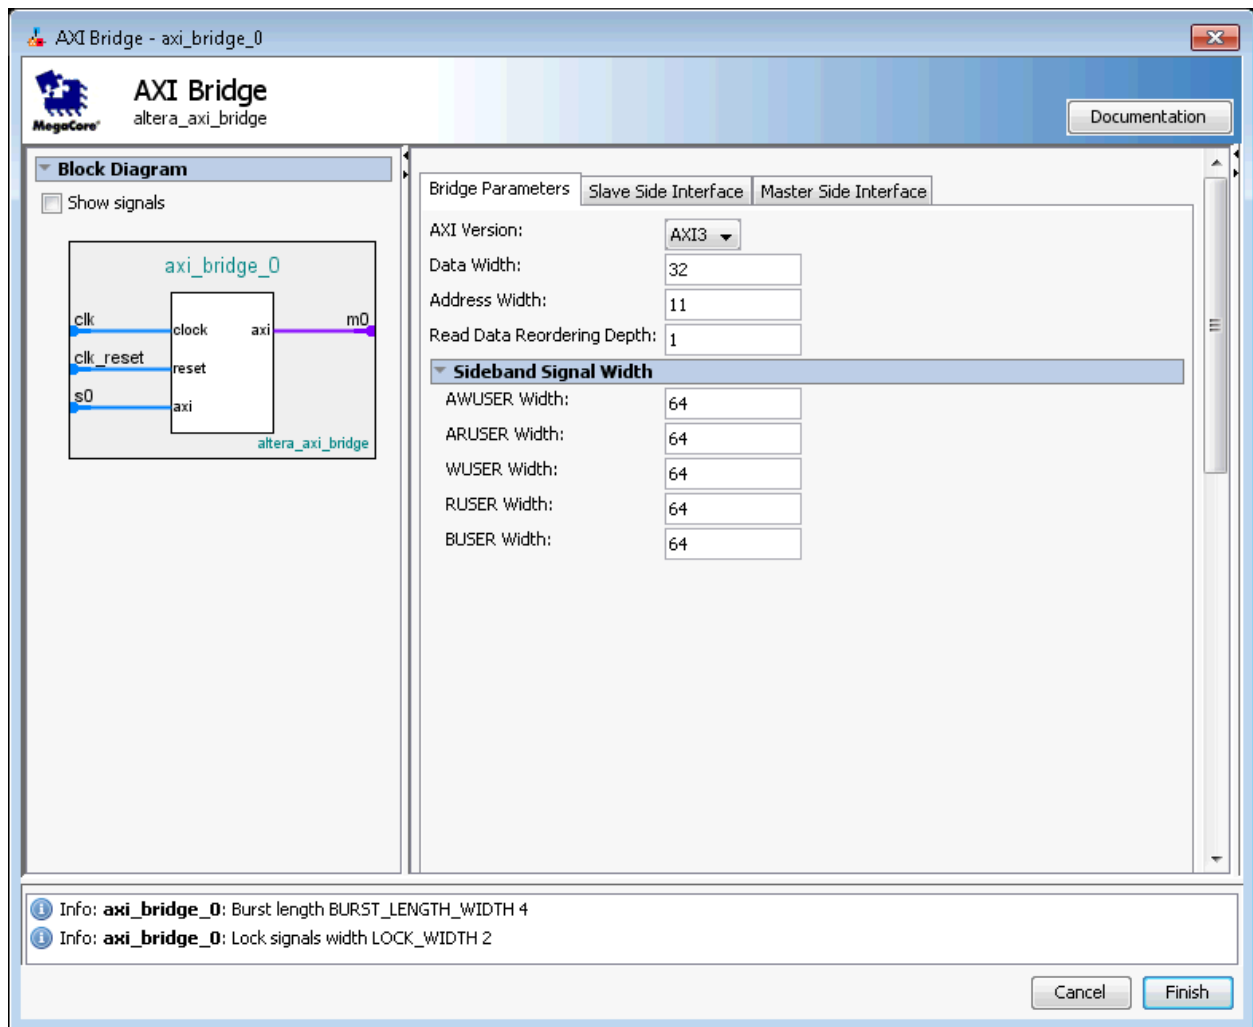 AXI Bridge - axi_bridge_0
AXI Bridge
altera_axi_bridge
MegaCore®
Documentation
Block Diagram
Show signals
axi_bridge_0
clk
clock
axi
m0
clk_reset
reset
s0
axi
altera_axi_bridge
Bridge Parameters
Slave Side Interface
Master Side Interface
AXI Version:
AXI3
Data Width:
32
Address Width:
11
Read Data Reordering Depth:
1
Sideband Signal Width
AWUSER Width:
64
ARUSER Width:
64
WUSER Width:
64
RUSER Width:
64
BUSER Width:
64
Info: axi_bridge_0: Burst length BURST_LENGTH_WIDTH 4
Info: axi_bridge_0: Lock signals width LOCK_WIDTH 2
Cancel
Finish